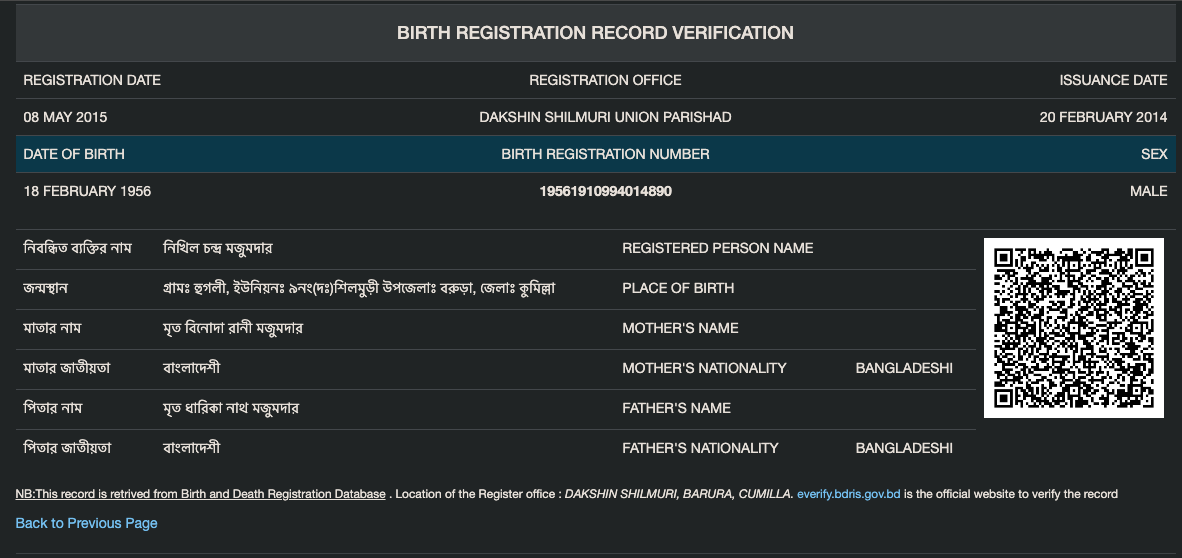 BIRTH REGISTRATION RECORD VERIFICATION
REGISTRATION DATE REGISTRATION OFFICE ISSUANCE DATE
08 MAY 2015 DAKSHIN SHILMURI UNION PARISHAD 20 FEBRUARY 2014
DATE OF BIRTH BIRTH REGISTRATION NUMBER SEX
18 FEBRUARY 1956 19561910994014890 MALE
নিবন্ধিত ব্যক্তির নাম নিখিল চন্দ্র মজুমদার REGISTERED PERSON NAME
জন্মস্থান গ্রামঃ হুগলী, ইউনিয়নঃ ৯নং(দঃ)শিলমুড়ী উপজেলাঃ বরুড়া, জেলাঃ কুমিল্লা PLACE OF BIRTH
মাতার নাম মৃত বিনোদা রানী মজুমদার MOTHER'S NAME
মাতার জাতীয়তা বাংলাদেশী MOTHER'S NATIONALITY BANGLADESHI
পিতার নাম মৃত ধারিকা নাথ মজুমদার FATHER'S NAME
পিতার জাতীয়তা বাংলাদেশী FATHER'S NATIONALITY BANGLADESHI
NB:This record is retrived from Birth and Death Registration Database . Location of the Register office : DAKSHIN SHILMURI, BARURA, CUMILLA. everify.bdris.gov.bd is the official website to verify the record
Back to Previous Page